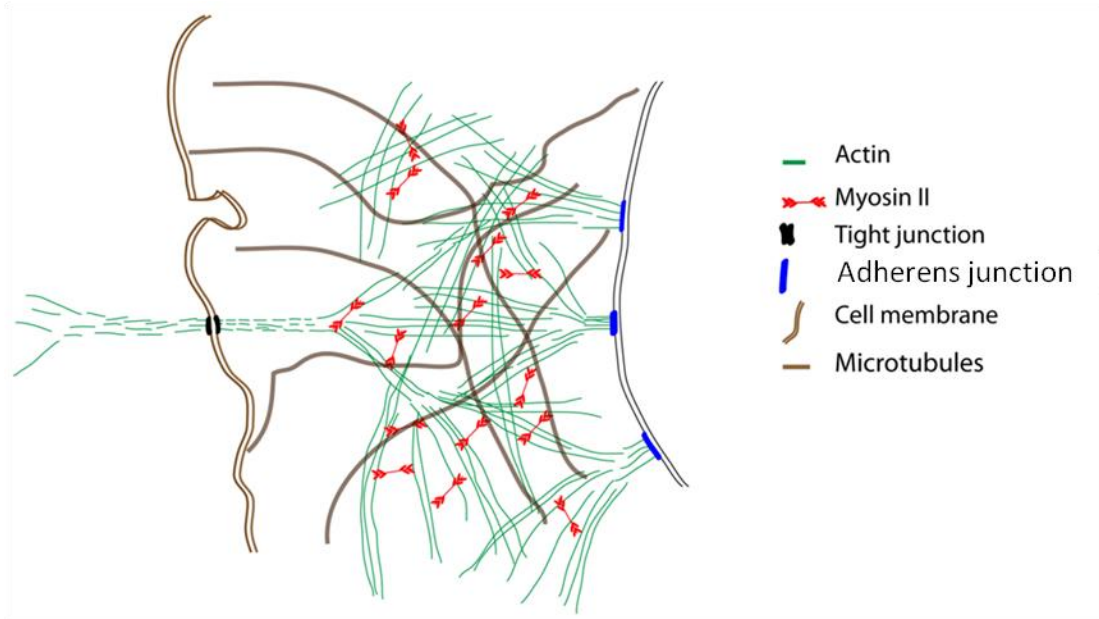 Actin
Myosin II
Tight junction
Adherens junction
Cell membrane
Microtubules